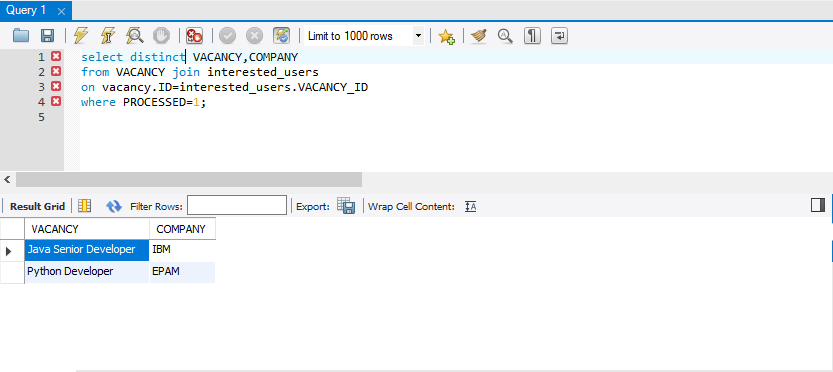 Query 1
Limit to 1000 rows
1 select distinct VACANCY,COMPANY
2 from VACANCY join interested_users
3 on vacancy.ID=interested_users.VACANCY_ID
4 where PROCESSED=1;
5
Result Grid Filter Rows: Export: Wrap Cell Content:
VACANCY COMPANY
Java Senior Developer IBM
Python Developer EPAM